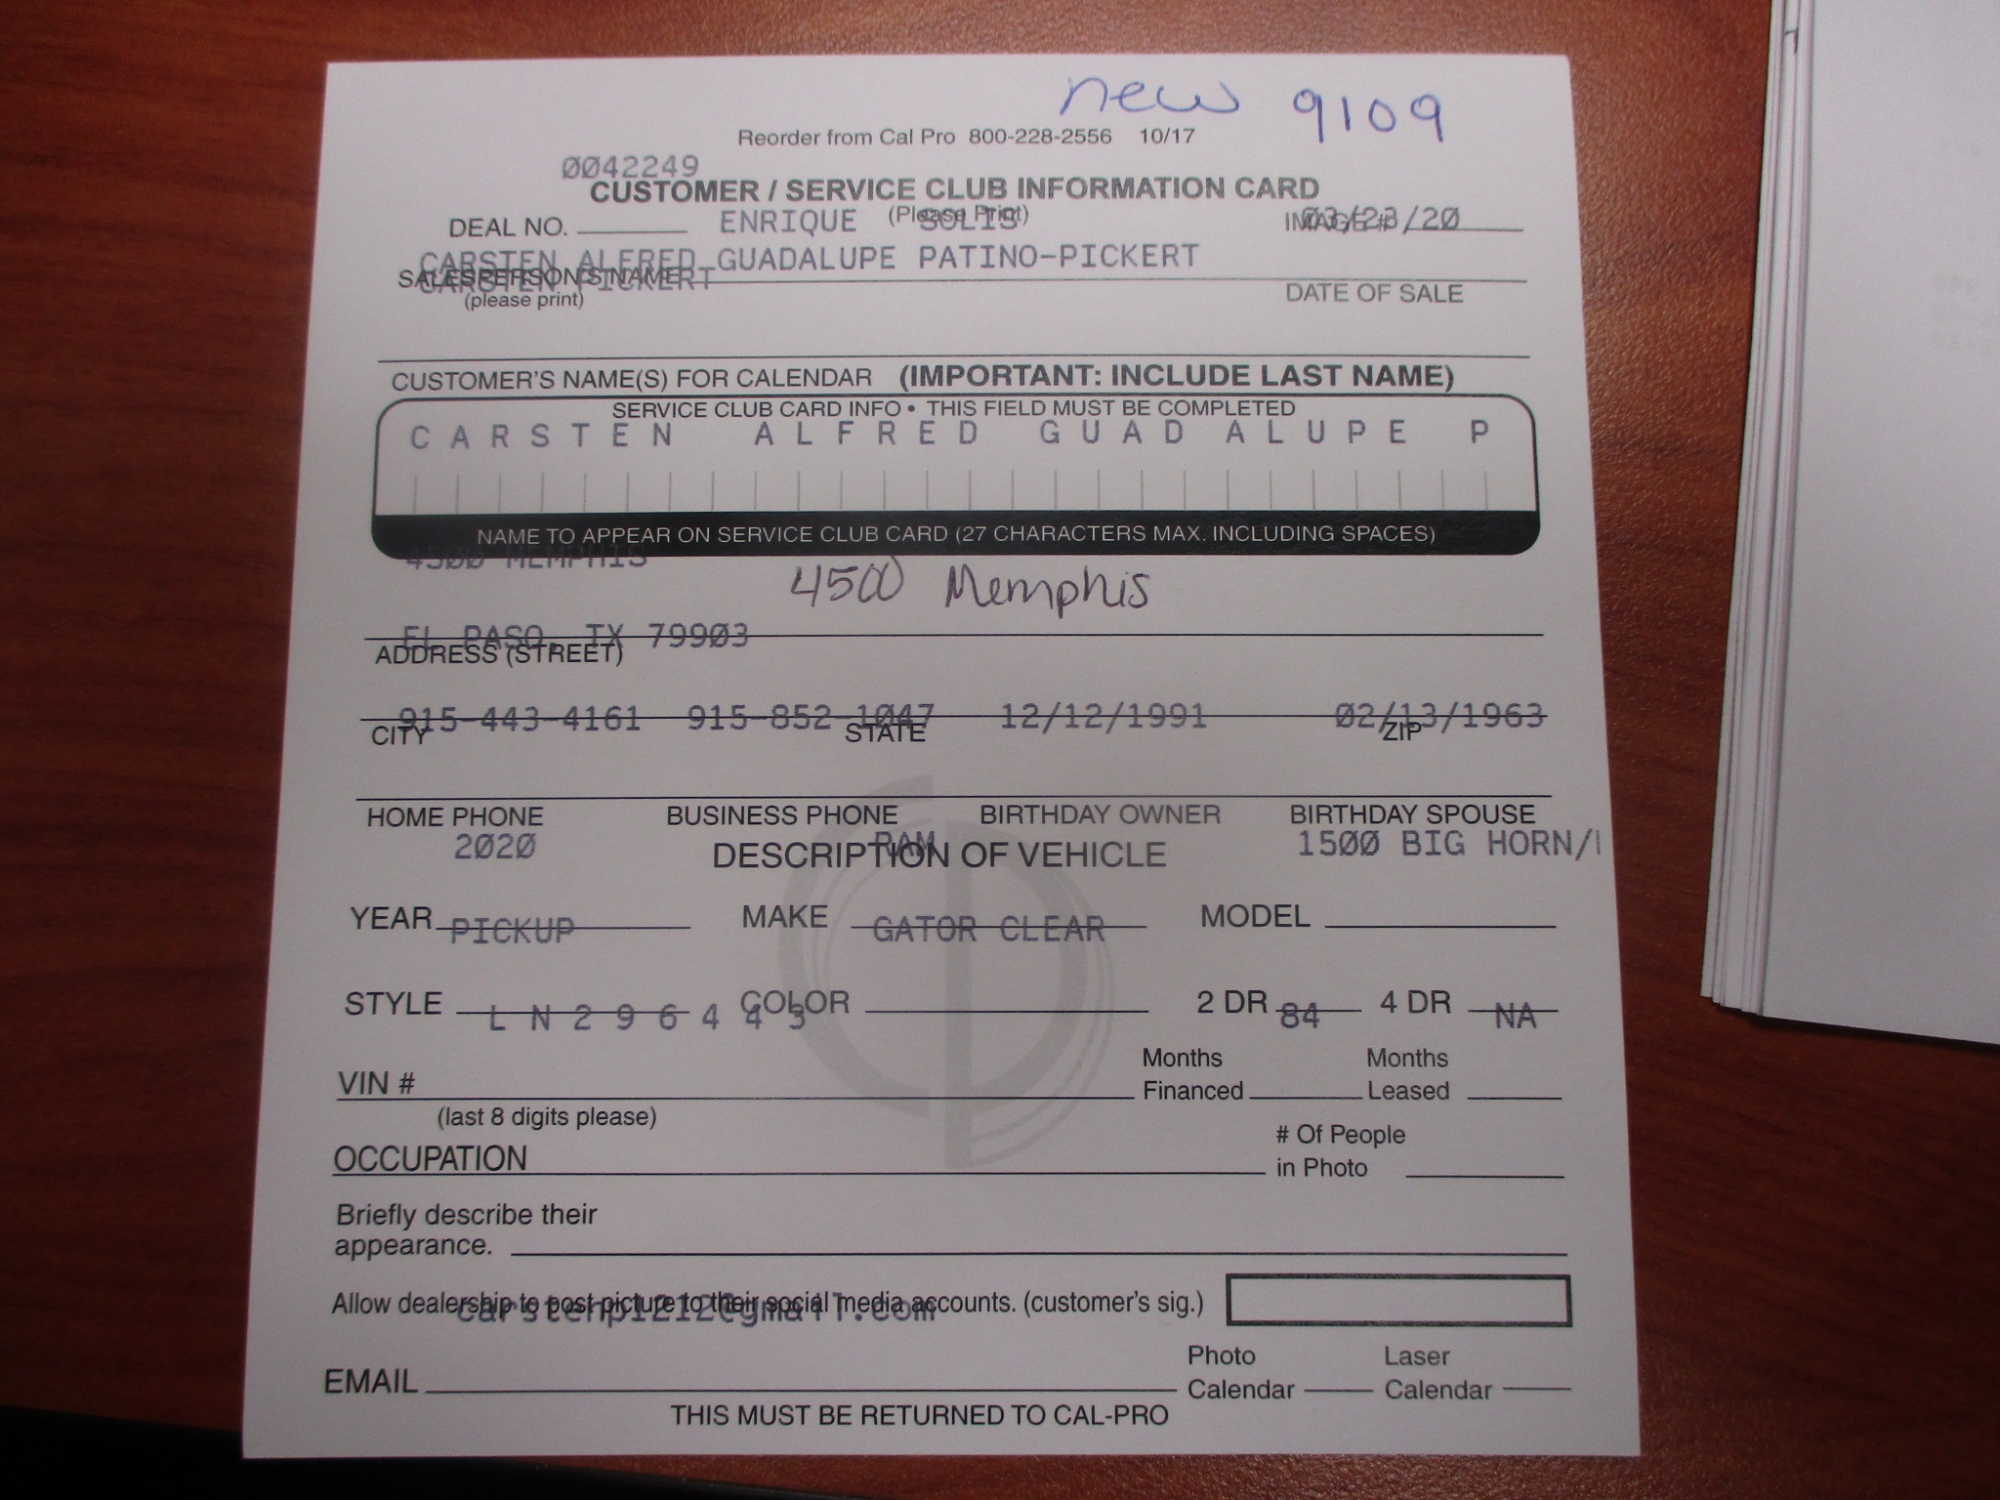 new 9109
Reorder from Cal Pro 800-228-2556 10/17
0042249
CUSTOMER / SERVICE CLUB INFORMATION CARD
(Please Print)
DEAL NO. ENRIQUE SOLIS IMAGE# 03/23/20
CARSTEN ALFRED GUADALUPE PATINO-PICKERT
CARSTEN PICKERT
SALESPERSON'S NAME
(please print) DATE OF SALE
CUSTOMER'S NAME(S) FOR CALENDAR (IMPORTANT: INCLUDE LAST NAME)
SERVICE CLUB CARD INFO • THIS FIELD MUST BE COMPLETED
CARSTEN ALFRED GUADALUPE P
NAME TO APPEAR ON SERVICE CLUB CARD (27 CHARACTERS MAX. INCLUDING SPACES)
4500 MEMPHIS
4500 Memphis
EL PASO, TX 79903
ADDRESS (STREET)
915-443-4161 915-852-1047 12/12/1991 02/13/1963
CITY STATE ZIP
HOME PHONE BUSINESS PHONE BIRTHDAY OWNER BIRTHDAY SPOUSE
2020 RAM 1500 BIG HORN/
DESCRIPTION OF VEHICLE
YEAR MAKE MODEL
PICKUP GATOR CLEAR
STYLE COLOR 2 DR 4 DR
LN296443 84 NA
Months Financed Months Leased
VIN #
(last 8 digits please)
OCCUPATION # Of People in Photo
Briefly describe their
appearance.
Allow dealership to post picture to their social media accounts. (customer's sig.)
carstenp1212@gmail.com
EMAIL Photo Calendar Laser Calendar
THIS MUST BE RETURNED TO CAL-PRO